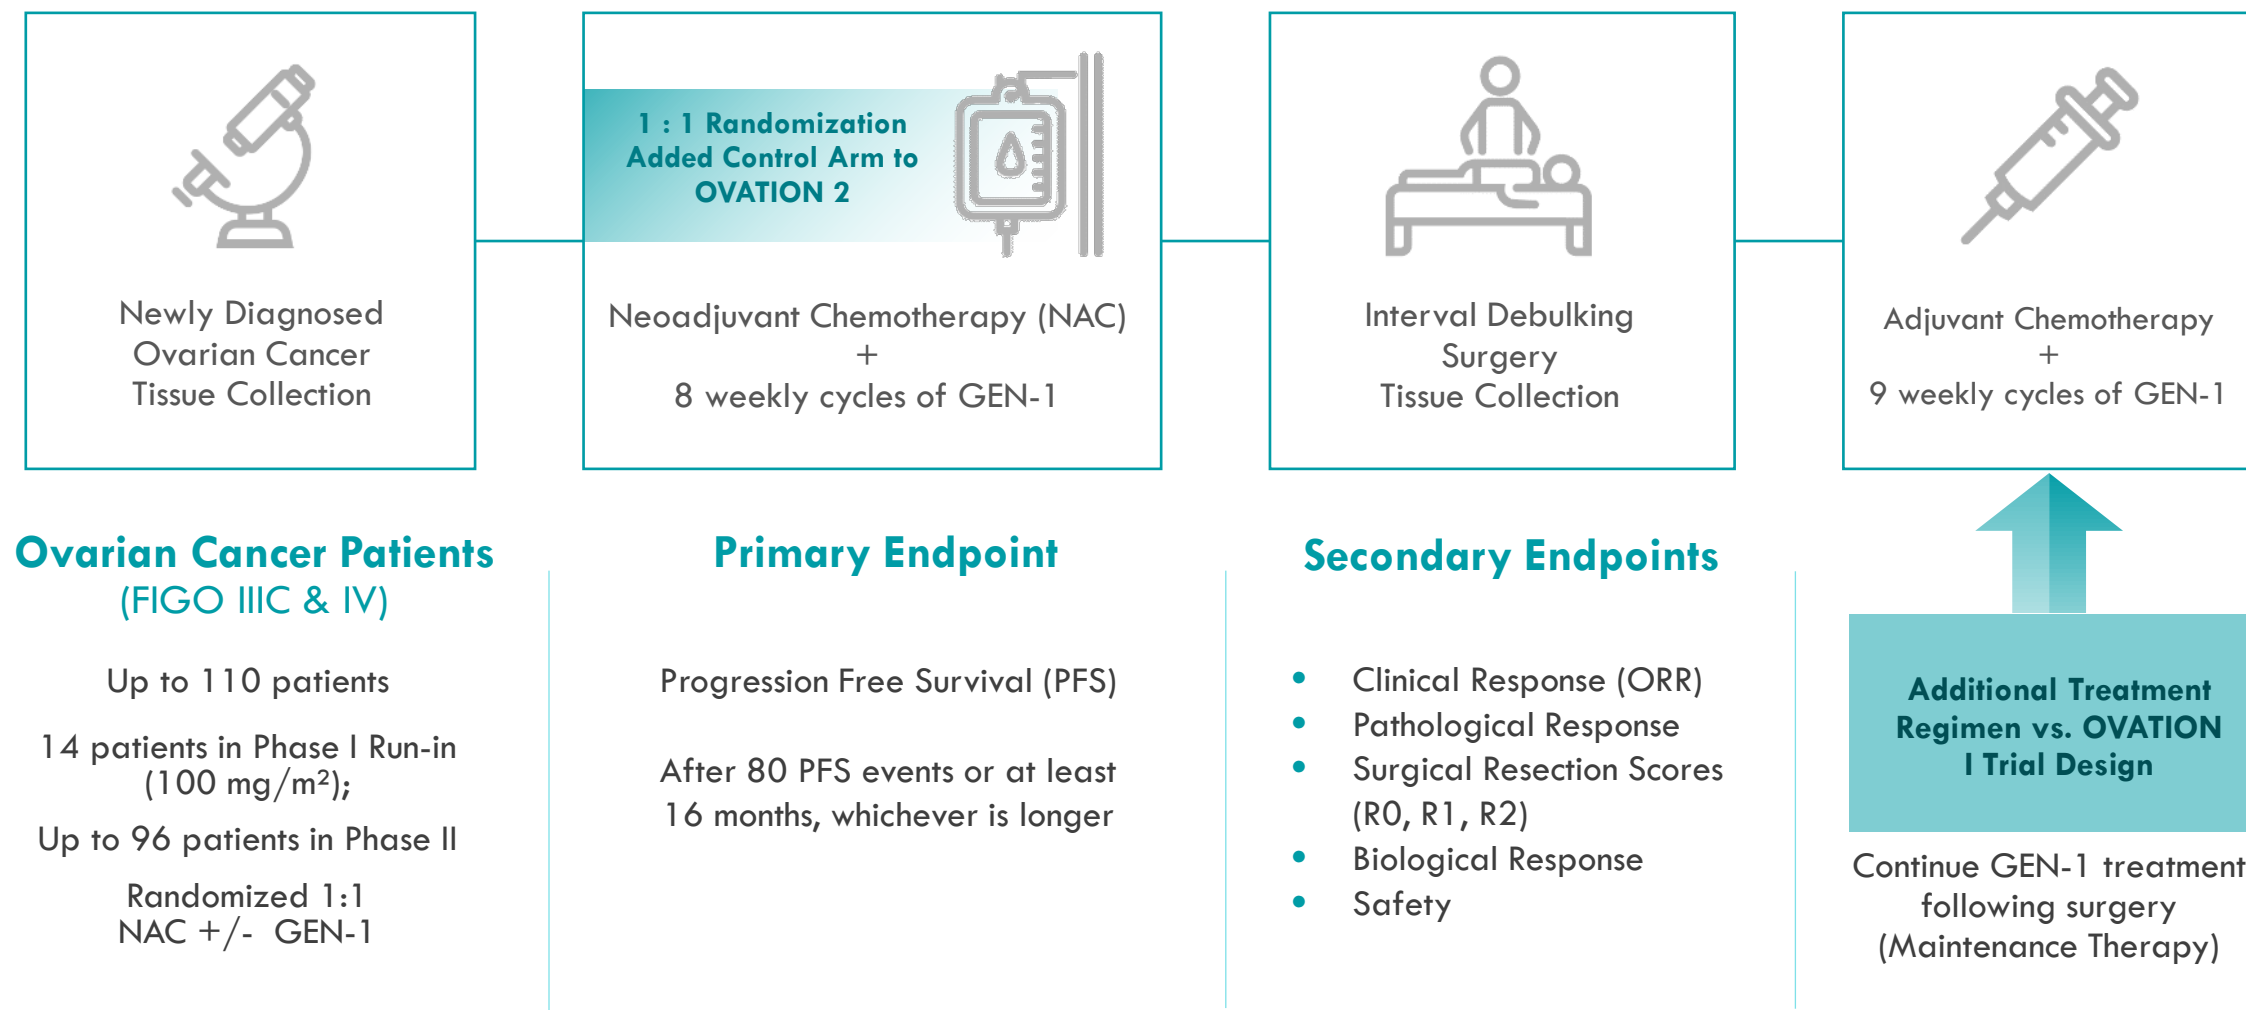 1 : 1 Randomization
Added Control Arm to
OVATION 2
Newly Diagnosed
Ovarian Cancer
Tissue Collection
Neoadjuvant Chemotherapy (NAC)
+
8 weekly cycles of GEN-1
Interval Debulking
Surgery
Tissue Collection
Adjuvant Chemotherapy
+
9 weekly cycles of GEN-1
Ovarian Cancer Patients
(FIGO IIIC & IV)
Up to 110 patients
14 patients in Phase I Run-in
(100 mg/m²);
Up to 96 patients in Phase II
Randomized 1:1
NAC +/- GEN-1
Primary Endpoint
Progression Free Survival (PFS)
After 80 PFS events or at least
16 months, whichever is longer
Secondary Endpoints
• Clinical Response (ORR)
• Pathological Response
• Surgical Resection Scores
(R0, R1, R2)
• Biological Response
• Safety
Additional Treatment
Regimen vs. OVATION
I Trial Design
Continue GEN-1 treatment
following surgery
(Maintenance Therapy)